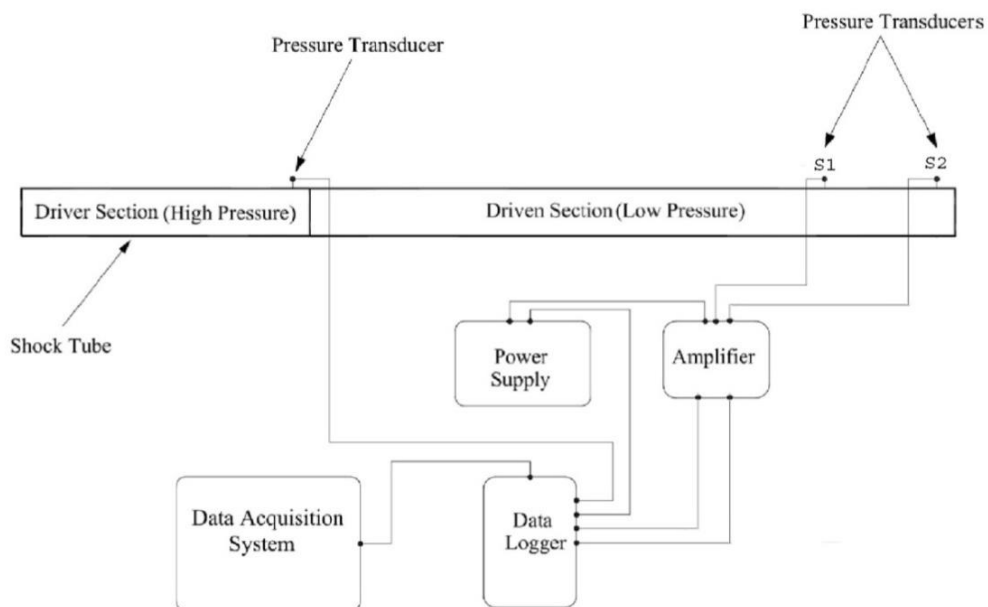 Pressure Transducer
Pressure Transducers
S1
S2
Driver Section (High Pressure)
Driven Section (Low Pressure)
Shock Tube
Power
Supply
Amplifier
Data Acquisition
System
Data
Logger